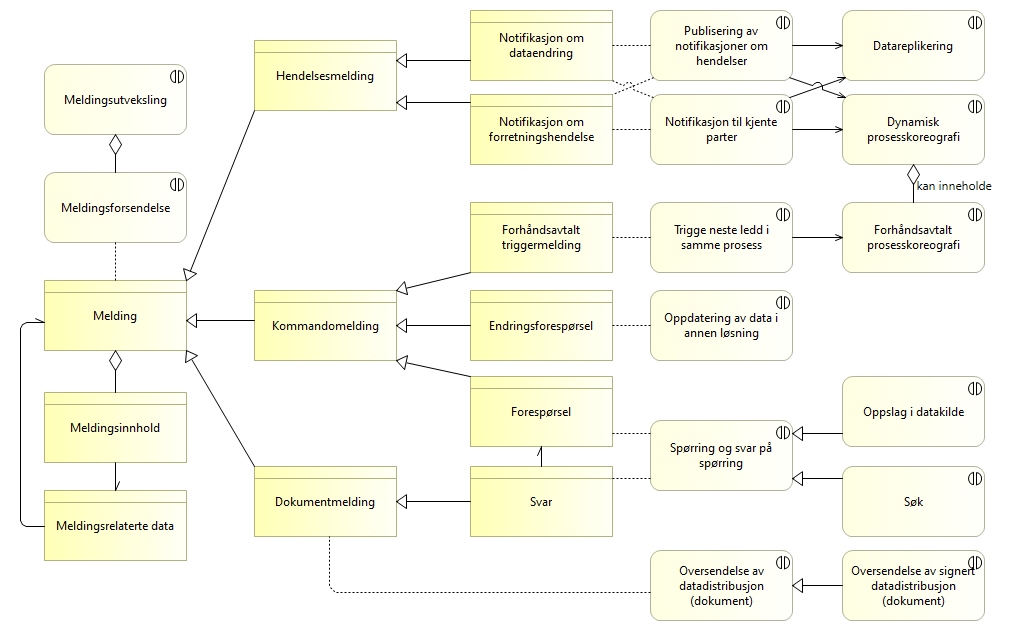 Meldingsutveksling
Meldingsforsendelse
Melding
Meldingsinnhold
Meldingsrelaterte data
Hendelsesmelding
Kommandomelding
Dokumentmelding
Notifikasjon om
dataendring
Notifikasjon om
forretningshendelse
Forhåndsavtalt
triggermelding
Endringsforespørsel
Forespørsel
Svar
Publisering av
notifikasjoner om
hendelser
Notifikasjon til kjente
parter
Trigge neste ledd i
samme prosess
Oppdatering av data i
annen løsning
Spørring og svar på
spørring
Oversendelse av
datadistribusjon
(dokument)
Datareplikering
Dynamisk
prosesskoreografi
kan inneholde
Forhåndsavtalt
prosesskoreografi
Oppslag i datakilde
Søk
Oversendelse av signert
datadistribusjon
(dokument)